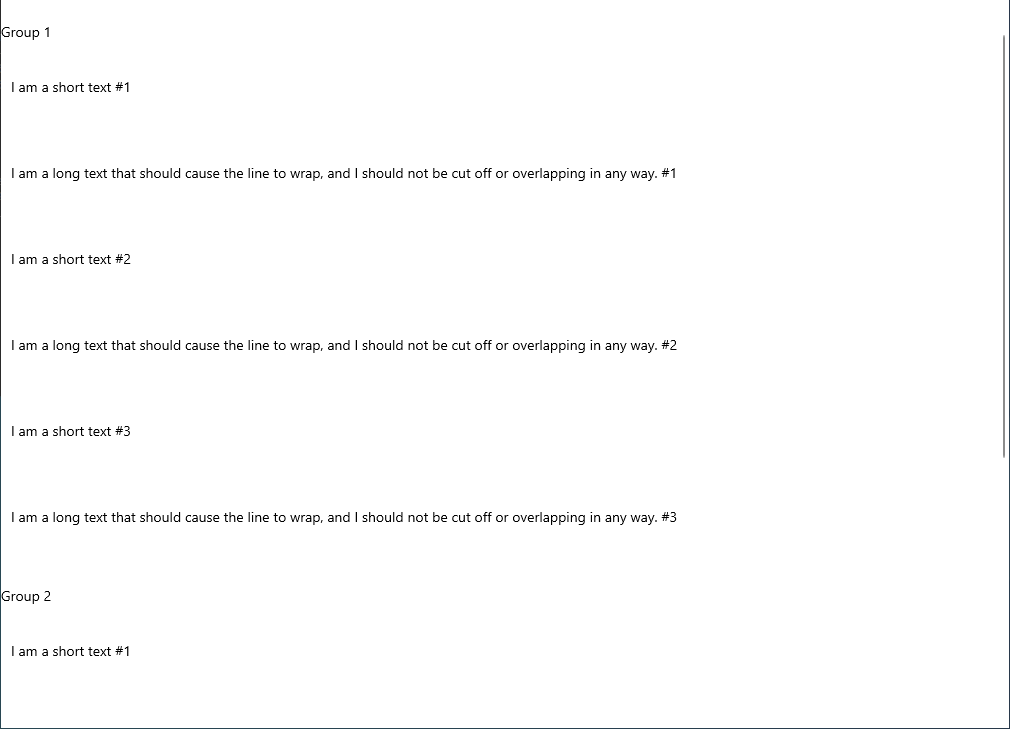 Group 1
I am a short text #1
I am a long text that should cause the line to wrap, and I should not be cut off or overlapping in any way. #1
I am a short text #2
I am a long text that should cause the line to wrap, and I should not be cut off or overlapping in any way. #2
I am a short text #3
I am a long text that should cause the line to wrap, and I should not be cut off or overlapping in any way. #3
Group 2
I am a short text #1